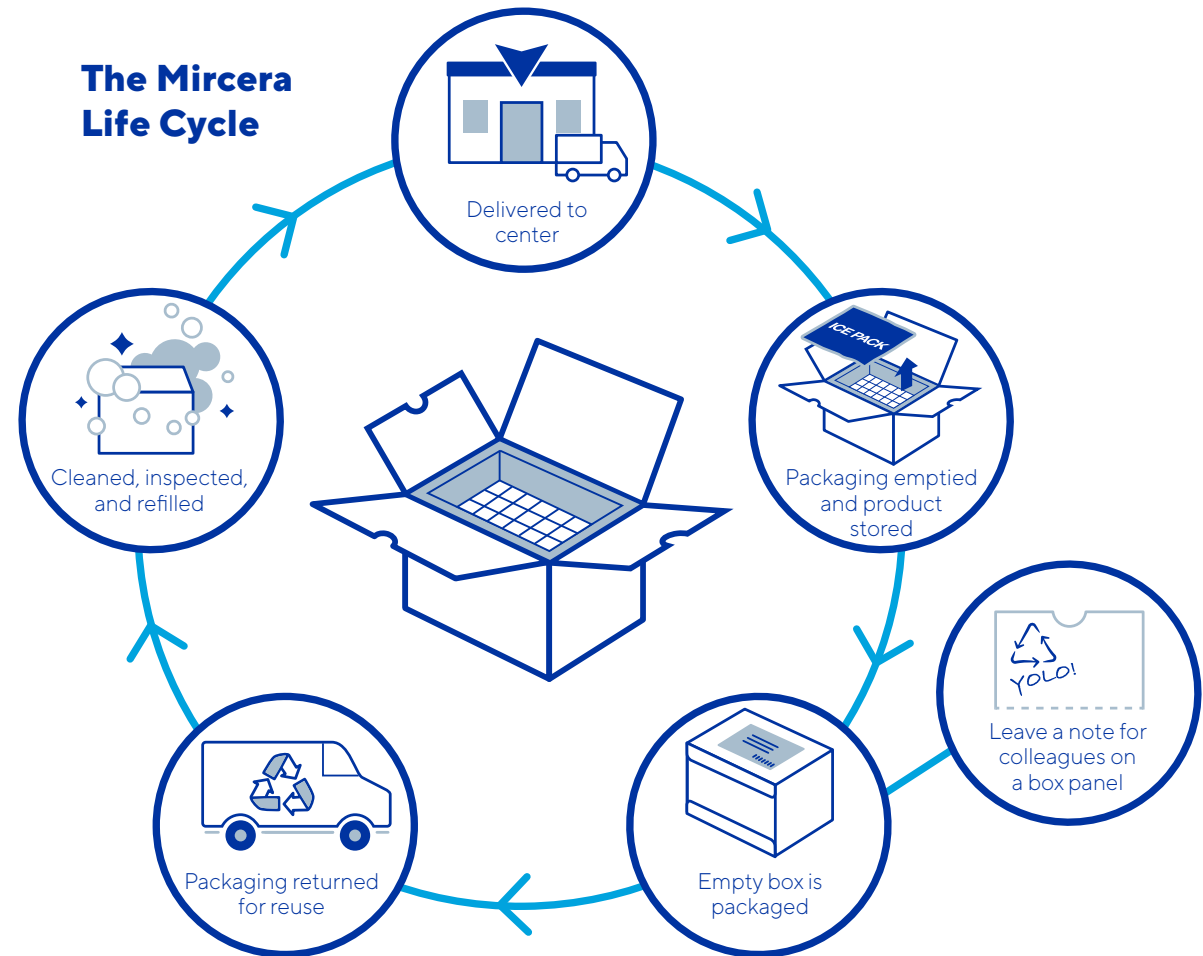 The Mircera
Life Cycle
Delivered to
center
ICE PACK
Packaging emptied
and product
stored
YOLO!
Leave a note for
colleagues on
a box panel
Empty box is
packaged
Packaging returned
for reuse
Cleaned, inspected,
and refilled